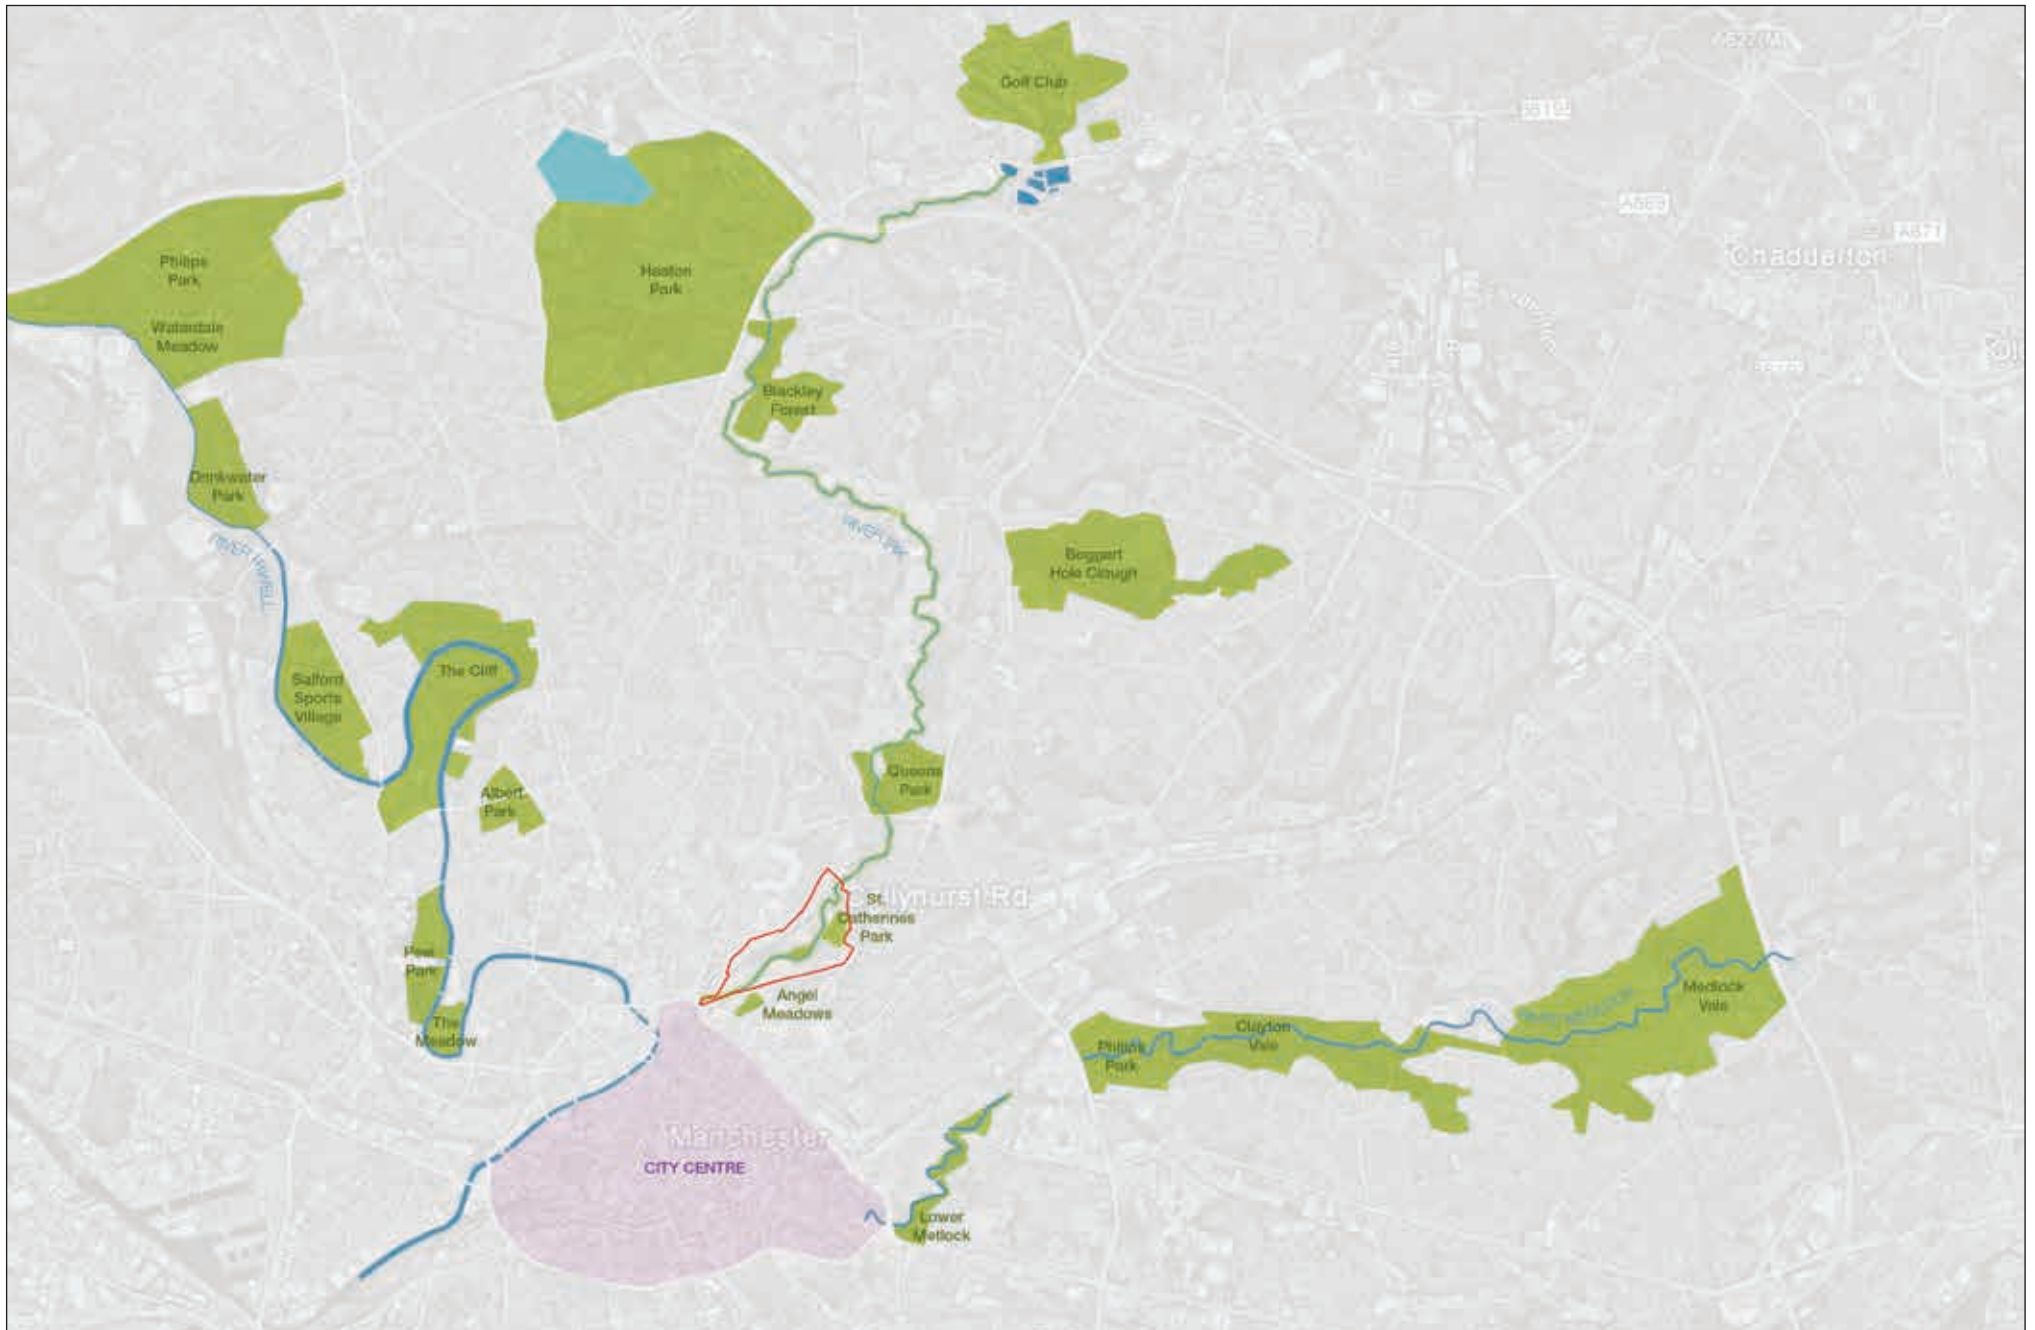 Golf Club
A663
A671
Chadderton
Philips
Park
Heaton
Park
Waterdale
Meadow
Blackley
Forest
Drinkwater
Park
RIVER IRK
RIVER IRWELL
Boggart
Hole Clough
The Cliff
Salford
Sports
Village
Queens
Park
Albert
Park
Collyhurst Rd
St.
Catherines
Park
Peel
Park
Angel
Meadows
The
Meadow
Medlock
Vale
Clayton
Vale
Philips
Park
Manchester
CITY CENTRE
Lower
Metlock